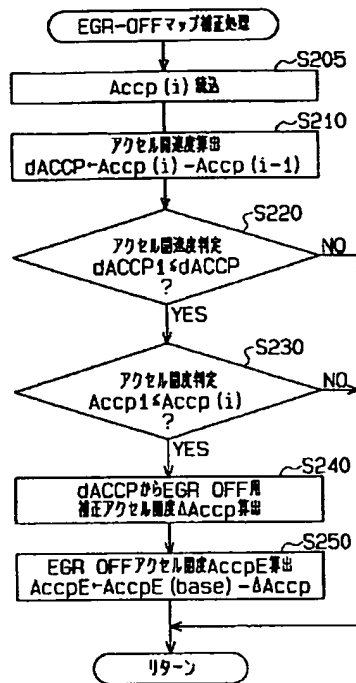 EGR-OFFマップ補正処理
S205
Accp(i)読込
S210
アクセル開速度算出
dACCP←Accp(i)-Accp(i-1)
S220
アクセル開速度判定
dACCP1≦dACCP
?
NO
YES
S230
アクセル開度判定
Accp1≦Accp(i)
?
NO
YES
S240
dACCPからEGR OFF用
補正アクセル開度ΔAccp算出
S250
EGR OFFアクセル開度AccpE算出
AccpE←AccpE(base)-ΔAccp
リターン